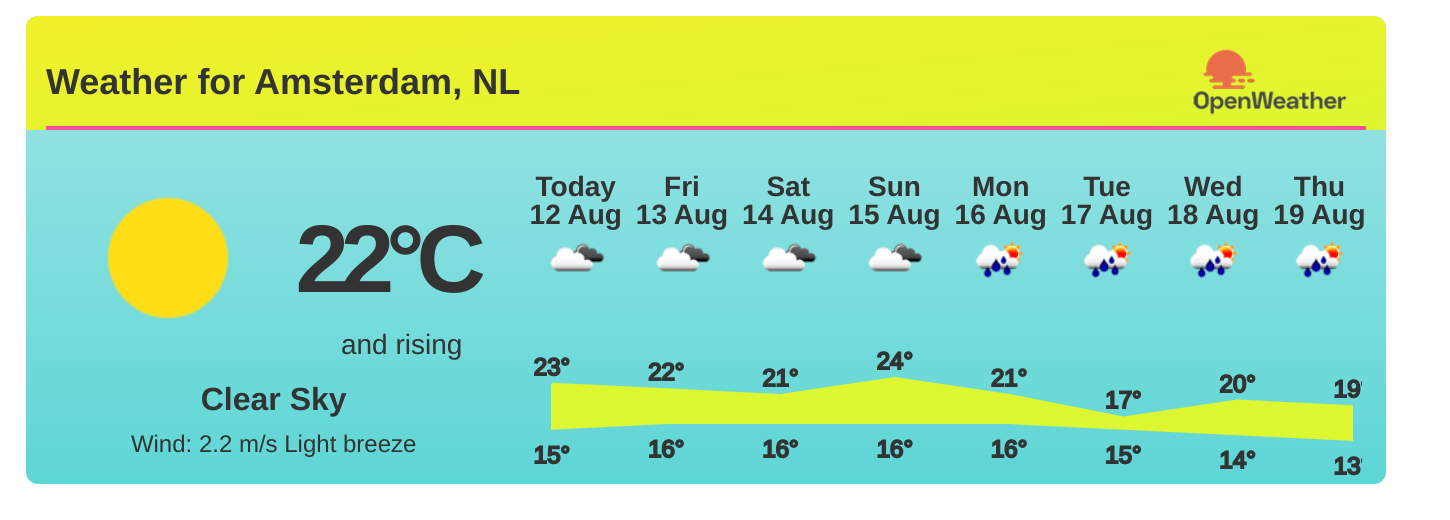 Weather for Amsterdam, NL
OpenWeather
22°C
and rising
Clear Sky
Wind: 2.2 m/s Light breeze
Today Fri Sat Sun Mon Tue Wed Thu
12 Aug 13 Aug 14 Aug 15 Aug 16 Aug 17 Aug 18 Aug 19 Aug
23° 22° 21° 24° 21° 17° 20° 19°
15° 16° 16° 16° 16° 15° 14° 13°